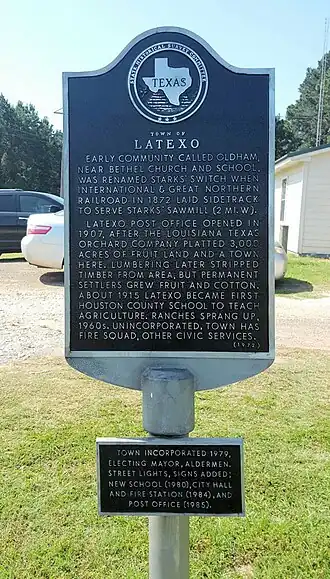 STATE HISTORICAL SURVEY COMMITTEE
TEXAS
TOWN OF
LATEXO
EARLY COMMUNITY CALLED OLDHAM,
NEAR BETHEL CHURCH AND SCHOOL,
WAS RENAMED STARKS' SWITCH WHEN
INTERNATIONAL & GREAT NORTHERN
RAILROAD IN 1872 LAID SIDETRACK
TO SERVE STARKS' SAWMILL (2 MI. W.).
LATEXO POST OFFICE OPENED IN
1907, AFTER THE LOUISIANA TEXAS
ORCHARD COMPANY PLATTED 3,000
ACRES OF FRUIT LAND AND A TOWN
HERE. LUMBERING LATER STRIPPED
TIMBER FROM AREA, BUT PERMANENT
SETTLERS GREW FRUIT AND COTTON.
ABOUT 1915 LATEXO BECAME FIRST
HOUSTON COUNTY SCHOOL TO TEACH
AGRICULTURE. RANCHES SPRANG UP,
1960s. UNINCORPORATED. TOWN HAS
FIRE SQUAD, OTHER CIVIC SERVICES.
TOWN INCORPORATED 1979,
ELECTING MAYOR, ALDERMEN.
STREET LIGHTS, SIGNS ADDED;
NEW SCHOOL (1980), CITY HALL
AND FIRE STATION (1984), AND
POST OFFICE (1985).